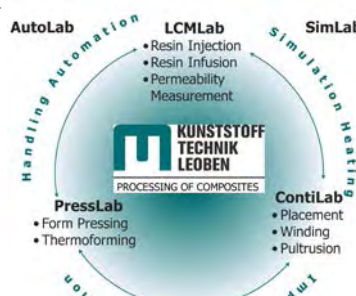 AutoLab
LCMLab
SimLab
• Resin Injection
• Resin Infusion
• Permeability
Measurement
Handling Automation
Simulation Heating
KUNSTSTOFF
TECHNIK
LEOBEN
PROCESSING OF COMPOSITES
PressLab
• Form Pressing
• Thermoforming
ContiLab
• Placement
• Winding
• Pultrusion